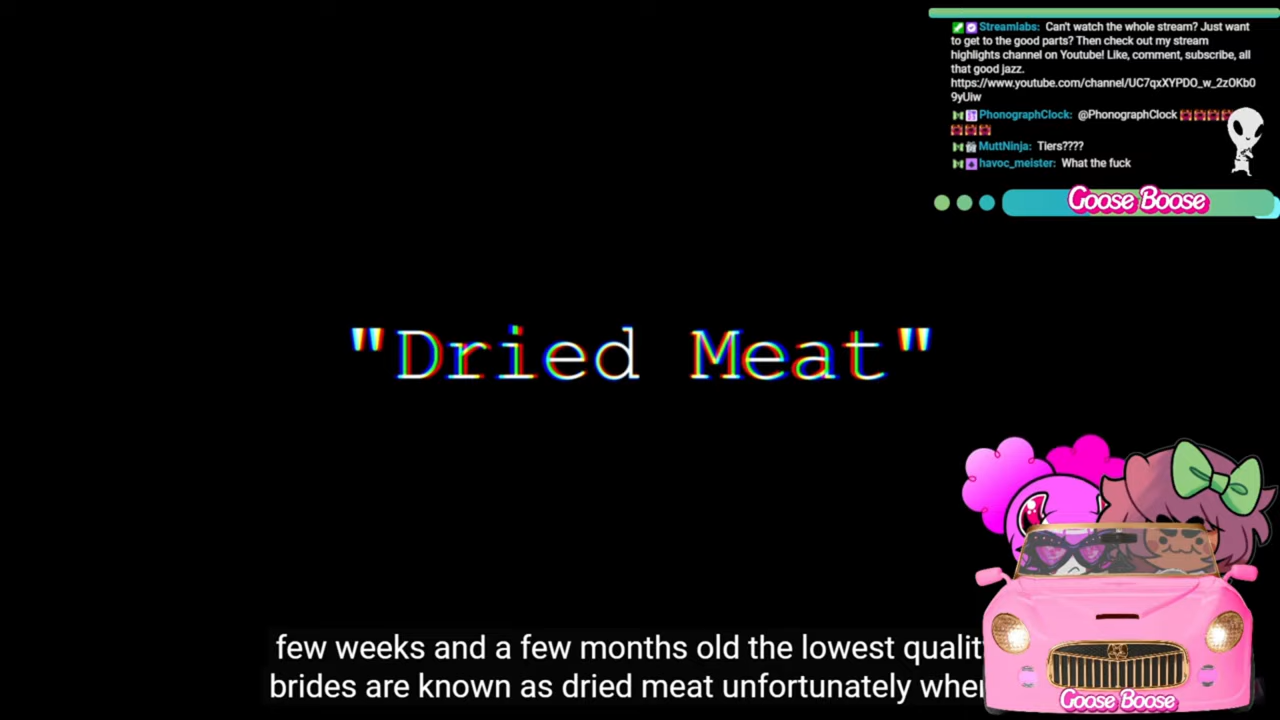 Streamlabs: Can't watch the whole stream? Just want
to get to the good parts? Then check out my stream
highlights channel on Youtube! Like, comment, subscribe, all
that good jazz.
https://www.youtube.com/channel/UC7qxXYPDO_w_2zOKb0
9yUiw
PhonographClock: @PhonographClock
MuttNinja: Tiers????
havoc_meister: What the fuck
Goose Boose
"Dried Meat"
few weeks and a few months old the lowest
brides are known as dried meat unfortunately
Goose Boose